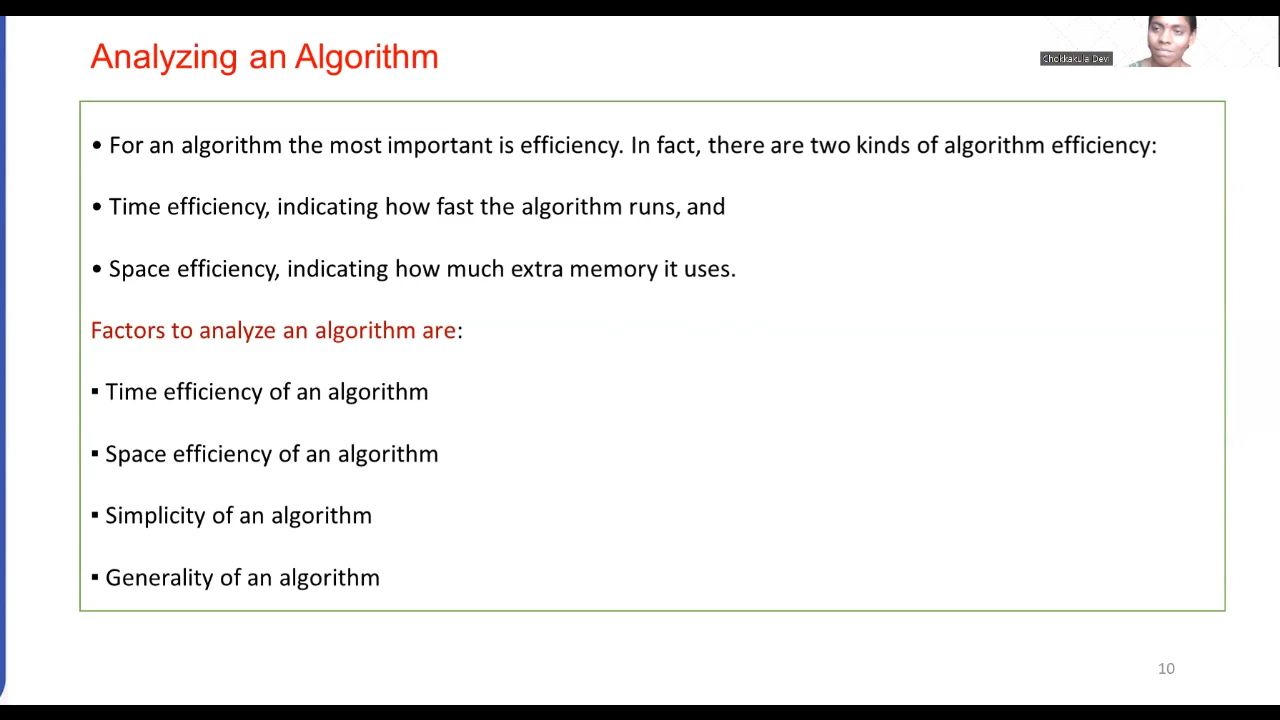 Analyzing an Algorithm
Chokkakula Devi
• For an algorithm the most important is efficiency. In fact, there are two kinds of algorithm efficiency:
• Time efficiency, indicating how fast the algorithm runs, and
• Space efficiency, indicating how much extra memory it uses.
Factors to analyze an algorithm are:
▪ Time efficiency of an algorithm
▪ Space efficiency of an algorithm
▪ Simplicity of an algorithm
▪ Generality of an algorithm
10